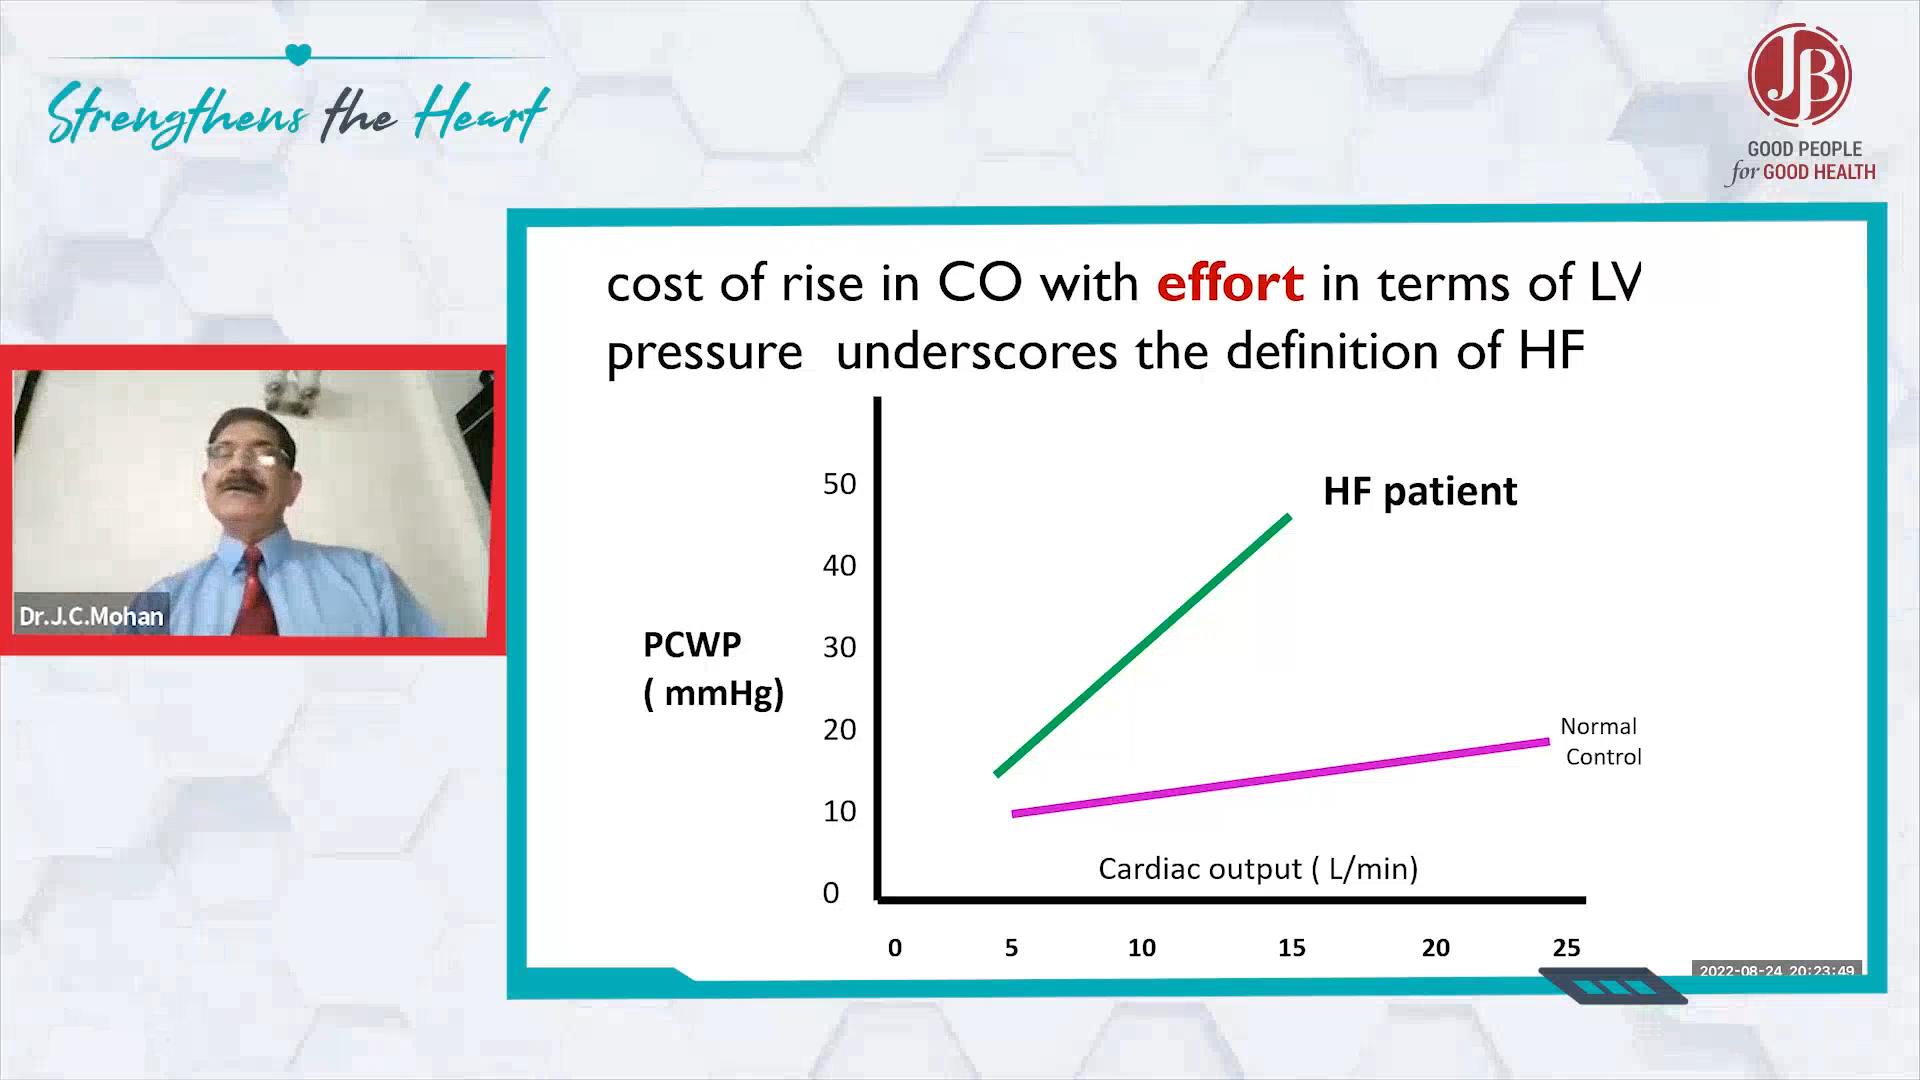 Strengthens the Heart
JB
GOOD PEOPLE
for GOOD HEALTH
cost of rise in CO with effort in terms of LV
pressure underscores the definition of HF
50
40
30
20
10
0
PCWP
( mmHg)
HF patient
Normal
Control
Cardiac output ( L/min)
0 5 10 15 20 25
Dr.J.C.Mohan
2022-08-24 20:23:49